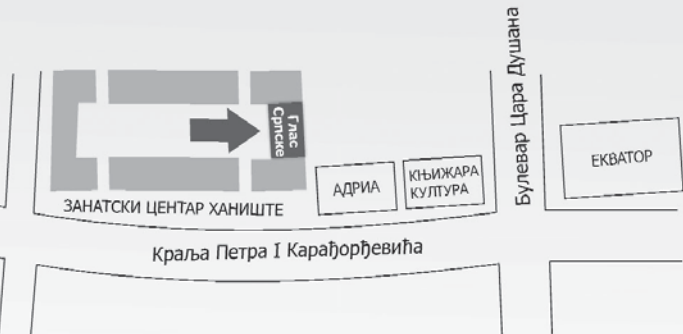 Глас
Српске
ЗАНАТСКИ ЦЕНТАР ХАНИШТЕ
АДРИА
КЊИЖАРА
КУЛТУРА
Булевар Цара Душана
ЕКВАТОР
Краља Петра I Карађорђевића